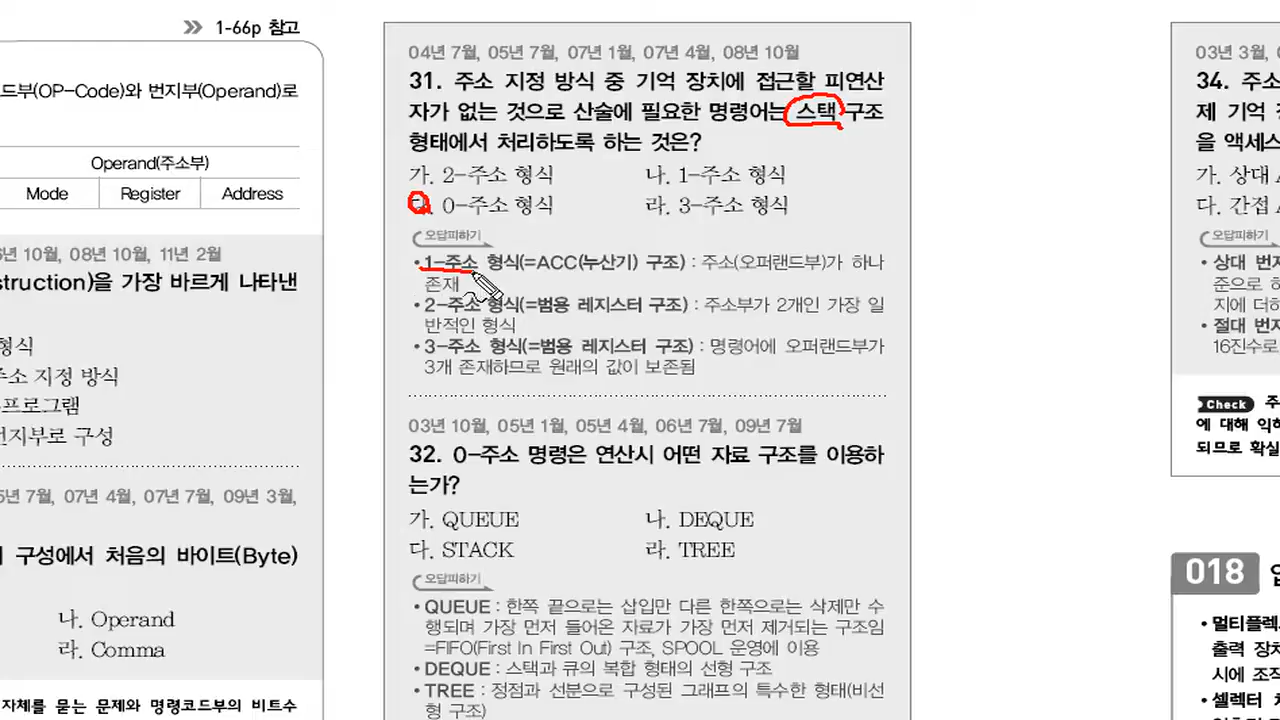 1-66p 참고
드부(OP-Code)와 번지부(Operand)로
Operand(주소부)
Mode Register Address
년 10월, 08년 10월, 11년 2월
struction)을 가장 바르게 나타낸
형식
주소 지정 방식
프로그램
번지부로 구성
년 7월, 07년 4월, 07년 7월, 09년 3월,
구성에서 처음의 바이트(Byte)
나. Operand
라. Comma
자체를 묻는 문제와 명령코드부의 비트수
04년 7월, 05년 7월, 07년 1월, 07년 4월, 08년 10월
31. 주소 지정 방식 중 기억 장치에 접근할 피연산
자가 없는 것으로 산술에 필요한 명령어는 스택 구조
형태에서 처리하도록 하는 것은?
가. 2-주소 형식 나. 1-주소 형식
다. 0-주소 형식 라. 3-주소 형식
오답피하기
• 1-주소 형식(=ACC(누산기) 구조) : 주소(오퍼랜드부)가 하나
존재
• 2-주소 형식(=범용 레지스터 구조) : 주소부가 2개인 가장 일
반적인 형식
• 3-주소 형식(=범용 레지스터 구조) : 명령어에 오퍼랜드부가
3개 존재하므로 원래의 값이 보존됨
03년 10월, 05년 1월, 05년 4월, 06년 7월, 09년 7월
32. 0-주소 명령은 연산시 어떤 자료 구조를 이용하
는가?
가. QUEUE 나. DEQUE
다. STACK 라. TREE
오답피하기
• QUEUE : 한쪽 끝으로는 삽입만 다른 한쪽으로는 삭제만 수
행되며 가장 먼저 들어온 자료가 가장 먼저 제거되는 구조임
=FIFO(First In First Out) 구조, SPOOL 운영에 이용
• DEQUE : 스택과 큐의 복합 형태의 선형 구조
• TREE : 정점과 선분으로 구성된 그래프의 특수한 형태(비선
형 구조)
03년 3월, 0
34. 주소
제 기억
을 액세스
가. 상대
다. 간접
오답피하기
• 상대 번지
준으로 하
지에 더하
• 절대 번지
16진수로
Check 주
에 대해 익히
되므로 확실
018
• 멀티플렉
출력 장치
시에 조작
• 셀렉터